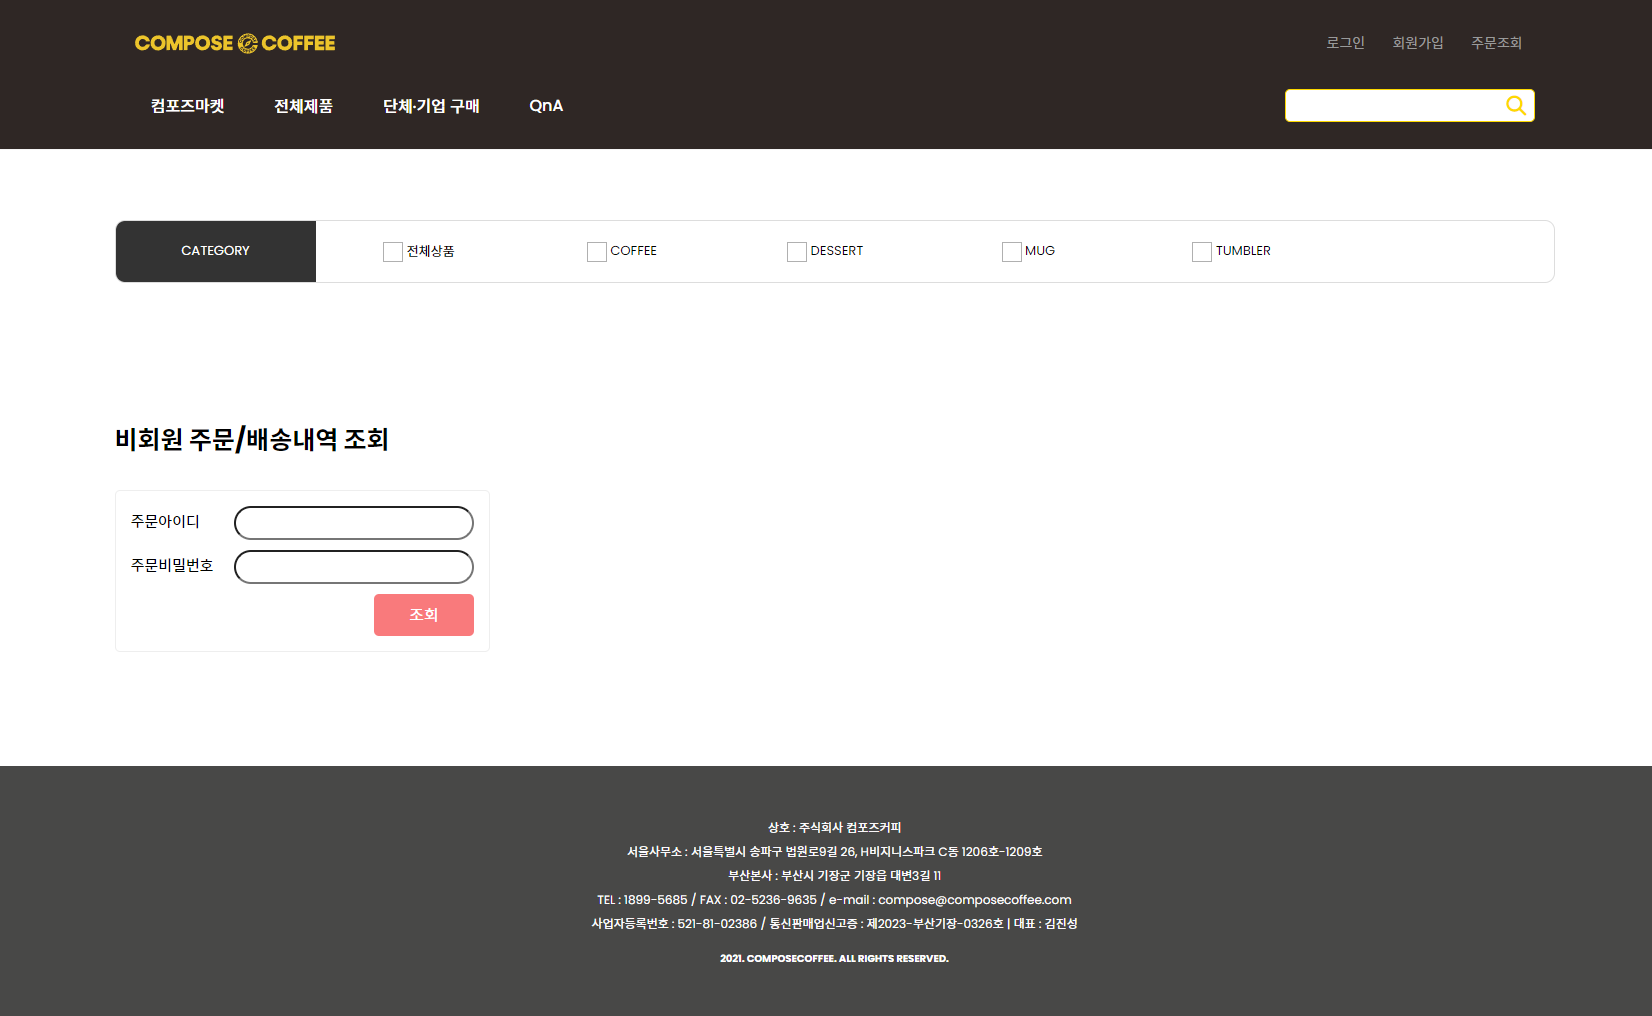 COMPOSE COFFEE
로그인 회원가입 주문조회
컴포즈마켓 전체제품 단체·기업 구매 QnA
CATEGORY 전체상품 COFFEE DESSERT MUG TUMBLER
비회원 주문/배송내역 조회
주문아이디
주문비밀번호
조회
상호 : 주식회사 컴포즈커피
서울사무소 : 서울특별시 송파구 법원로9길 26, H비지니스파크 C동 1206호-1209호
부산본사 : 부산시 기장군 기장읍 대변3길 11
TEL : 1899-5685 / FAX : 02-5236-9635 / e-mail : compose@composecoffee.com
사업자등록번호 : 521-81-02386 / 통신판매업신고증 : 제2023-부산기장-0326호 | 대표 : 김진성
2021. COMPOSECOFFEE. ALL RIGHTS RESERVED.